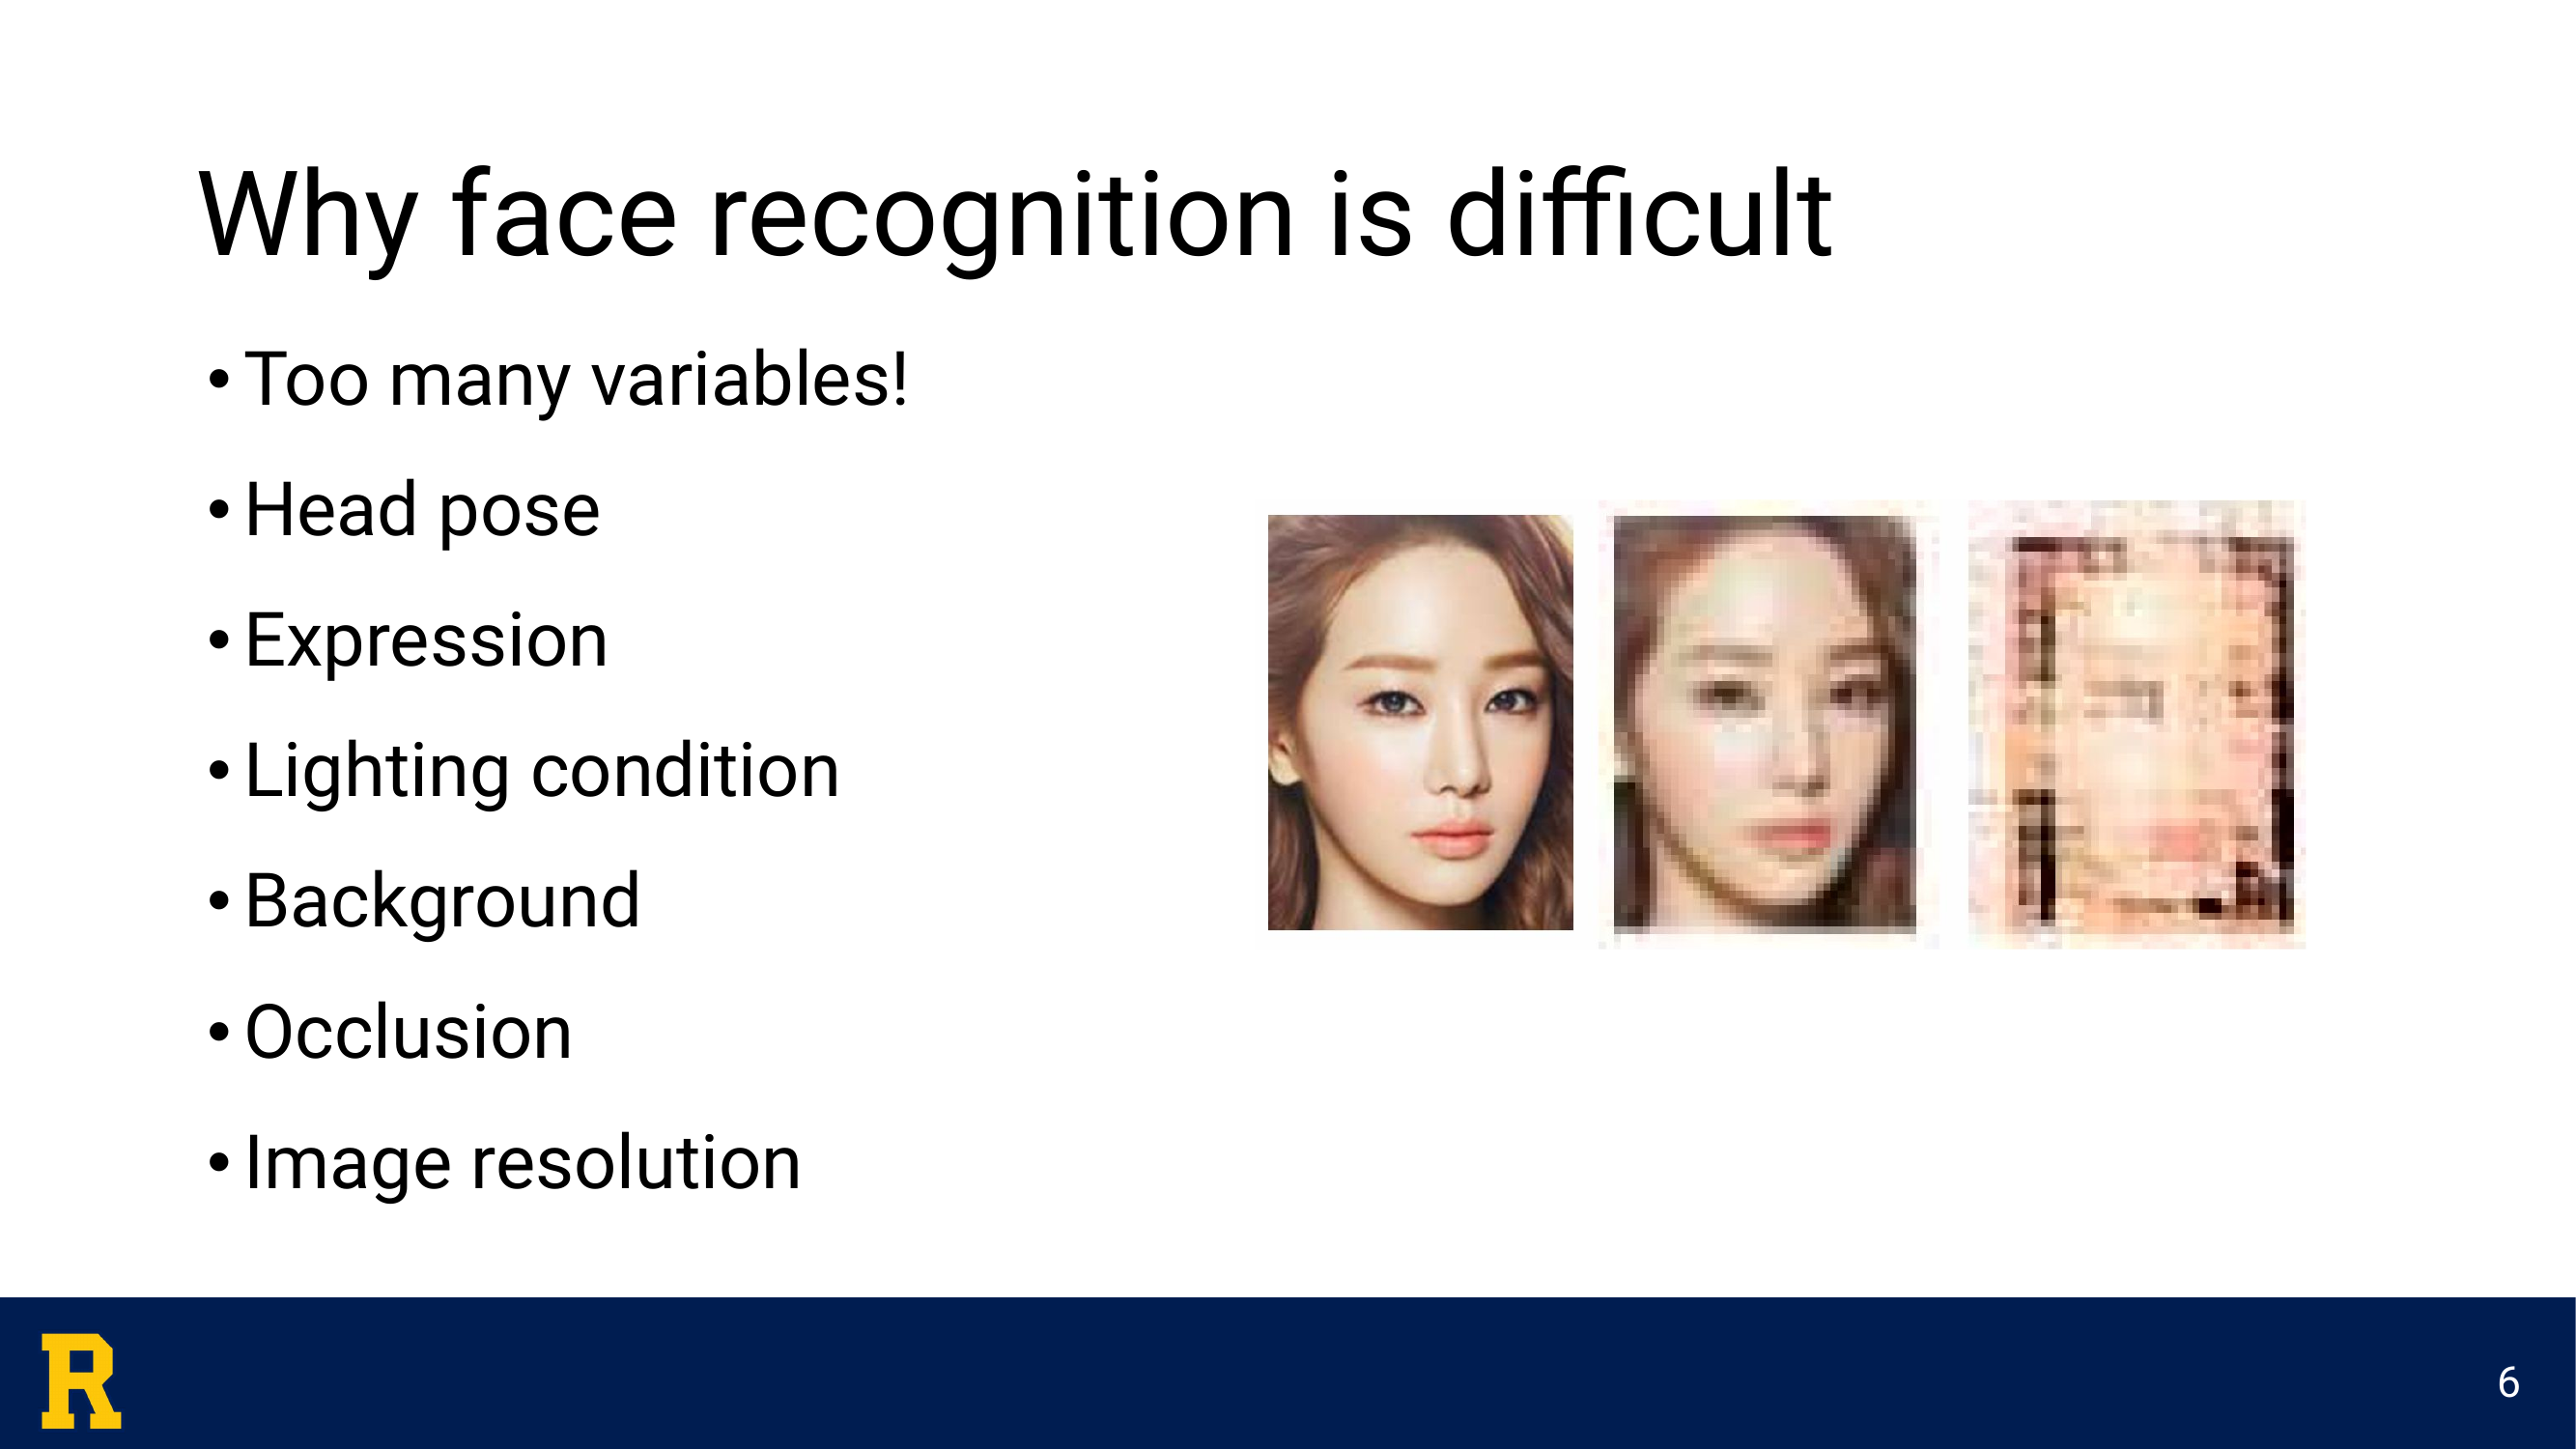 Why face recognition is difficult
• Too many variables!
• Head pose
• Expression
• Lighting condition
• Background
• Occlusion
• Image resolution
R
6